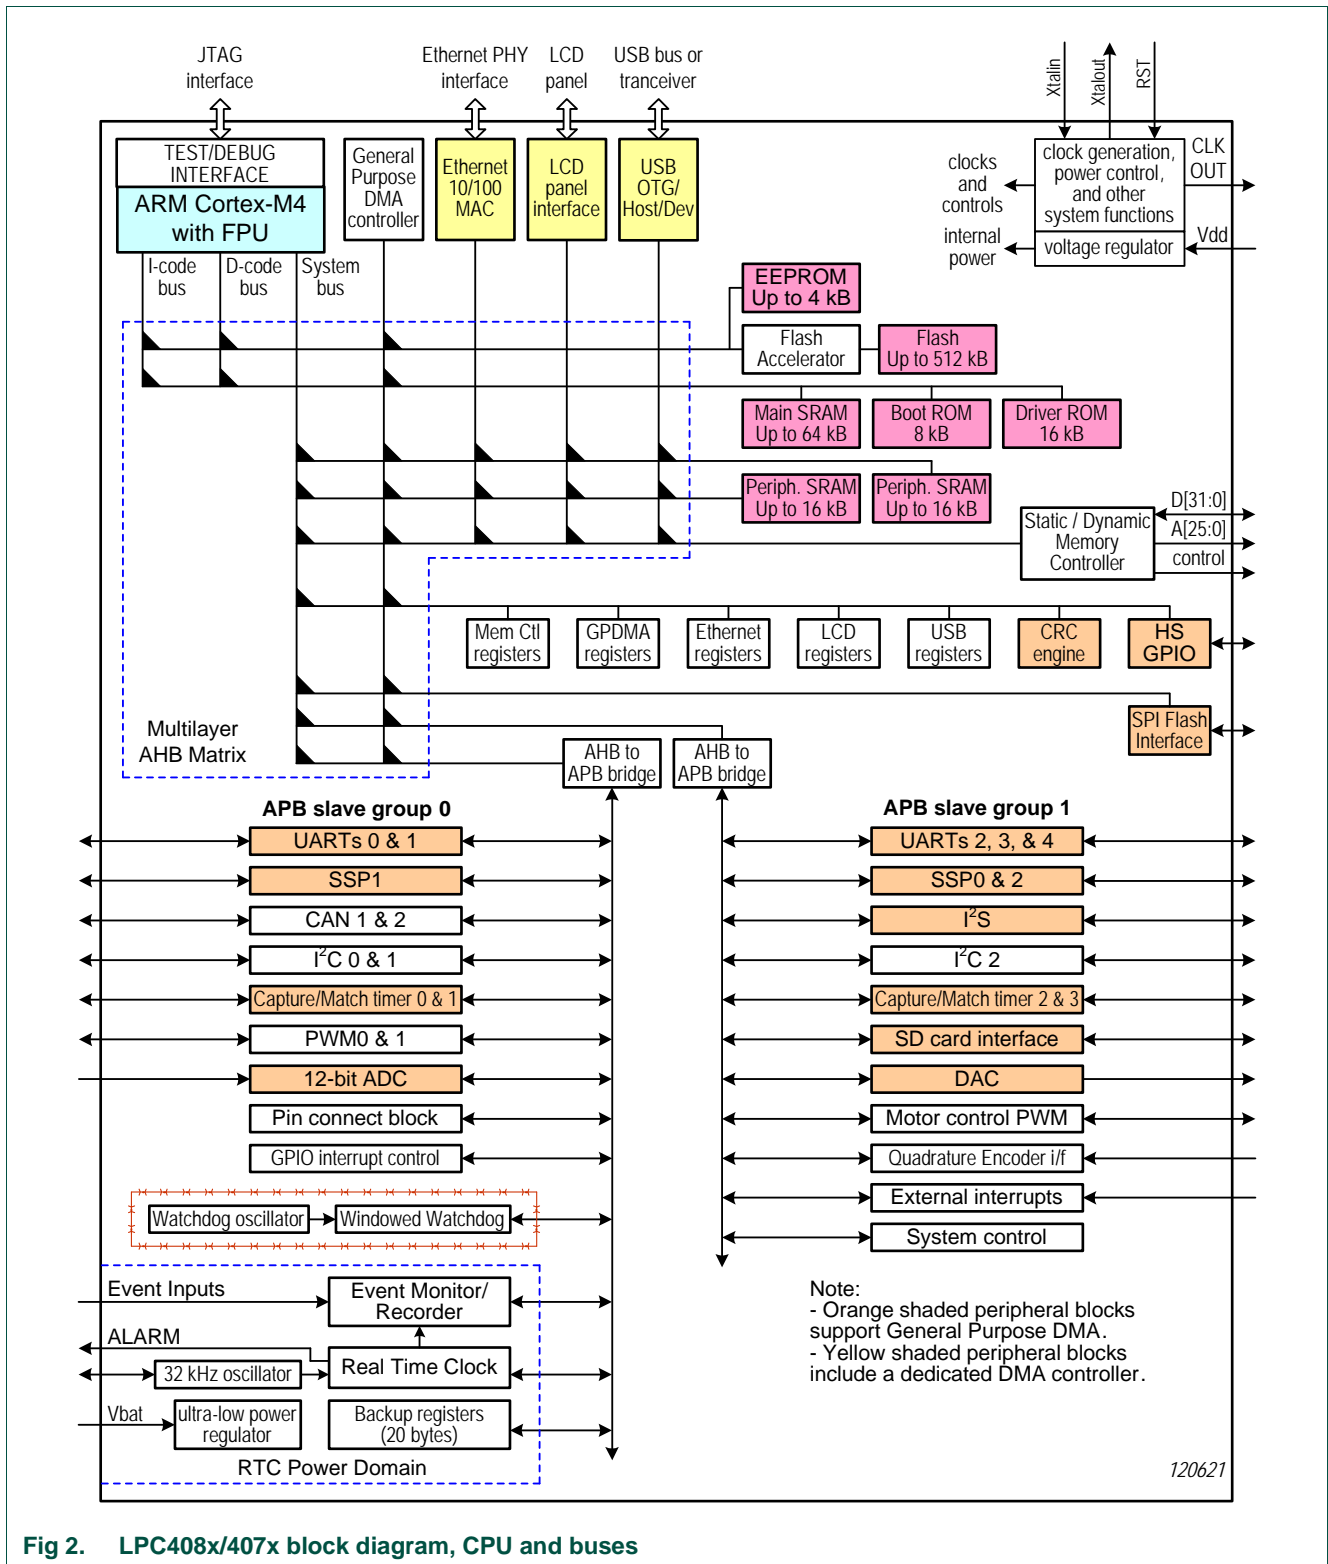 JTAG
interface
Ethernet PHY
interface
LCD
panel
USB bus or
tranceiver
Xtalin
Xtalout
RST
TEST/DEBUG
INTERFACE
ARM Cortex-M4
with FPU
General
Purpose
DMA
controller
Ethernet
10/100
MAC
LCD
panel
interface
USB
OTG/
Host/Dev
clocks
and
controls
clock generation,
power control,
and other
system functions
CLK
OUT
internal
power
voltage regulator
Vdd
I-code
bus
D-code
bus
System
bus
EEPROM
Up to 4 kB
Flash
Accelerator
Flash
Up to 512 kB
Main SRAM
Up to 64 kB
Boot ROM
8 kB
Driver ROM
16 kB
Periph. SRAM
Up to 16 kB
Periph. SRAM
Up to 16 kB
Static / Dynamic
Memory
Controller
D[31:0]
A[25:0]
control
Mem Ctl
registers
GPDMA
registers
Ethernet
registers
LCD
registers
USB
registers
CRC
engine
HS
GPIO
SPI Flash
Interface
Multilayer
AHB Matrix
AHB to
APB bridge
AHB to
APB bridge
APB slave group 0
UARTs 0 & 1
SSP1
CAN 1 & 2
I²C 0 & 1
Capture/Match timer 0 & 1
PWM0 & 1
12-bit ADC
Pin connect block
GPIO interrupt control
Watchdog oscillator
Windowed Watchdog
APB slave group 1
UARTs 2, 3, & 4
SSP0 & 2
I²S
I²C 2
Capture/Match timer 2 & 3
SD card interface
DAC
Motor control PWM
Quadrature Encoder i/f
External interrupts
System control
Event Inputs
Event Monitor/
Recorder
ALARM
32 kHz oscillator
Real Time Clock
Vbat
ultra-low power
regulator
Backup registers
(20 bytes)
RTC Power Domain
Note:
- Orange shaded peripheral blocks
support General Purpose DMA.
- Yellow shaded peripheral blocks
include a dedicated DMA controller.
120621
Fig 2. LPC408x/407x block diagram, CPU and buses